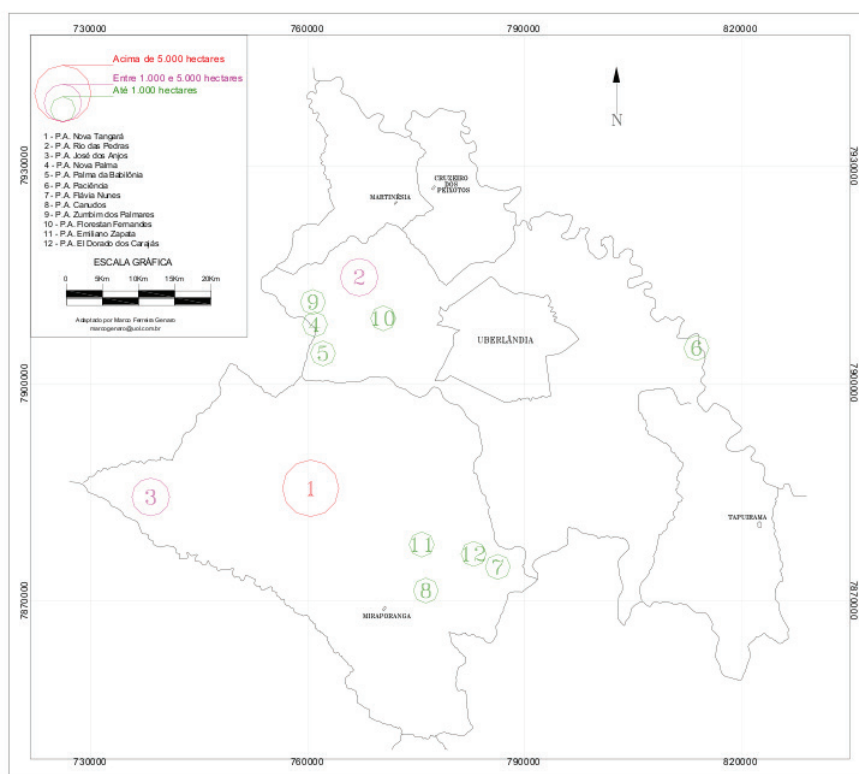 730000 760000 790000 820000
Acima de 5.000 hectares
Entre 1.000 e 5.000 hectares
Até 1.000 hectares
1 - P.A. Nova Tangará
2 - P.A. Rio das Pedras
3 - P.A. José dos Anjos
4 - P.A. Nova Palma
5 - P.A. Palma da Babilônia
6 - P.A. Paciência
7 - P.A. Flávia Nunes
8 - P.A. Canudos
9 - P.A. Zumbim dos Palmares
10 - P.A. Florestan Fernandes
11 - P.A. Emiliano Zapata
12 - P.A. El Dorado dos Carajás
ESCALA GRÁFICA
0 5Km 10Km 15Km 20Km
Adaptado por Marco Ferreira Genaro
marcogenaro@uol.com.br
N
7930000
7930000
CRUZEIRO
DOS
PEIXOTOS
MARTINÉSIA
2
9
4
10
5
UBERLÂNDIA
6
7900000
7900000
3
1
TAPUIRAMA
11
12
7
8
7870000
7870000
MIRAPORANGA
730000 760000 790000 820000